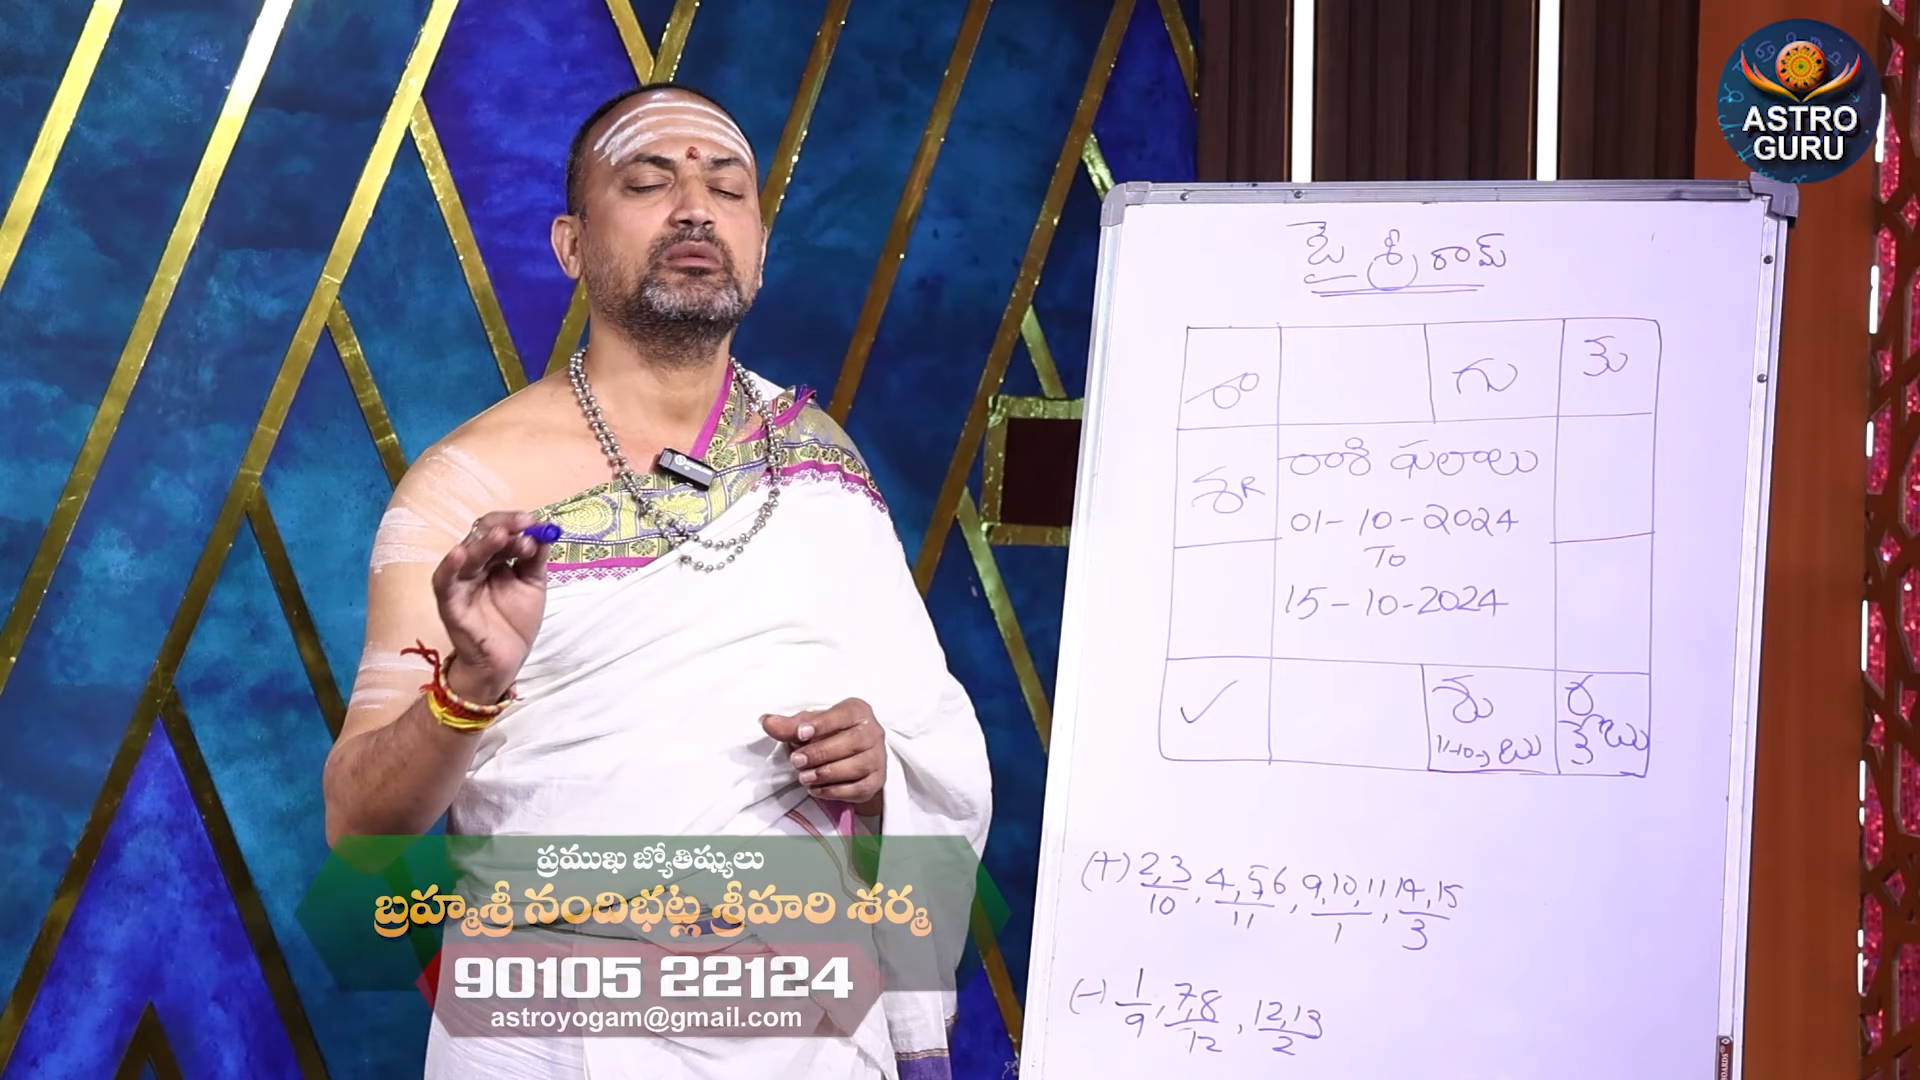 ASTRO
GURU
జై శ్రీ రామ్
రా
గు
కు
శR
రాశి ఫలాలు
01-10-2024
To
15-10-2024
✓
శు
బు
ర
కే బు
(+) 2,3/10, 4,5,6/11, 9,10,11/1, 14,15/3
(-) 1/9, 7,8/12, 12,13/2
ప్రముఖ జ్యోతిష్యులు
బ్రహ్మశ్రీ నందిభట్ల శ్రీహరి శర్మ
90105 22124
astroyogam@gmail.com